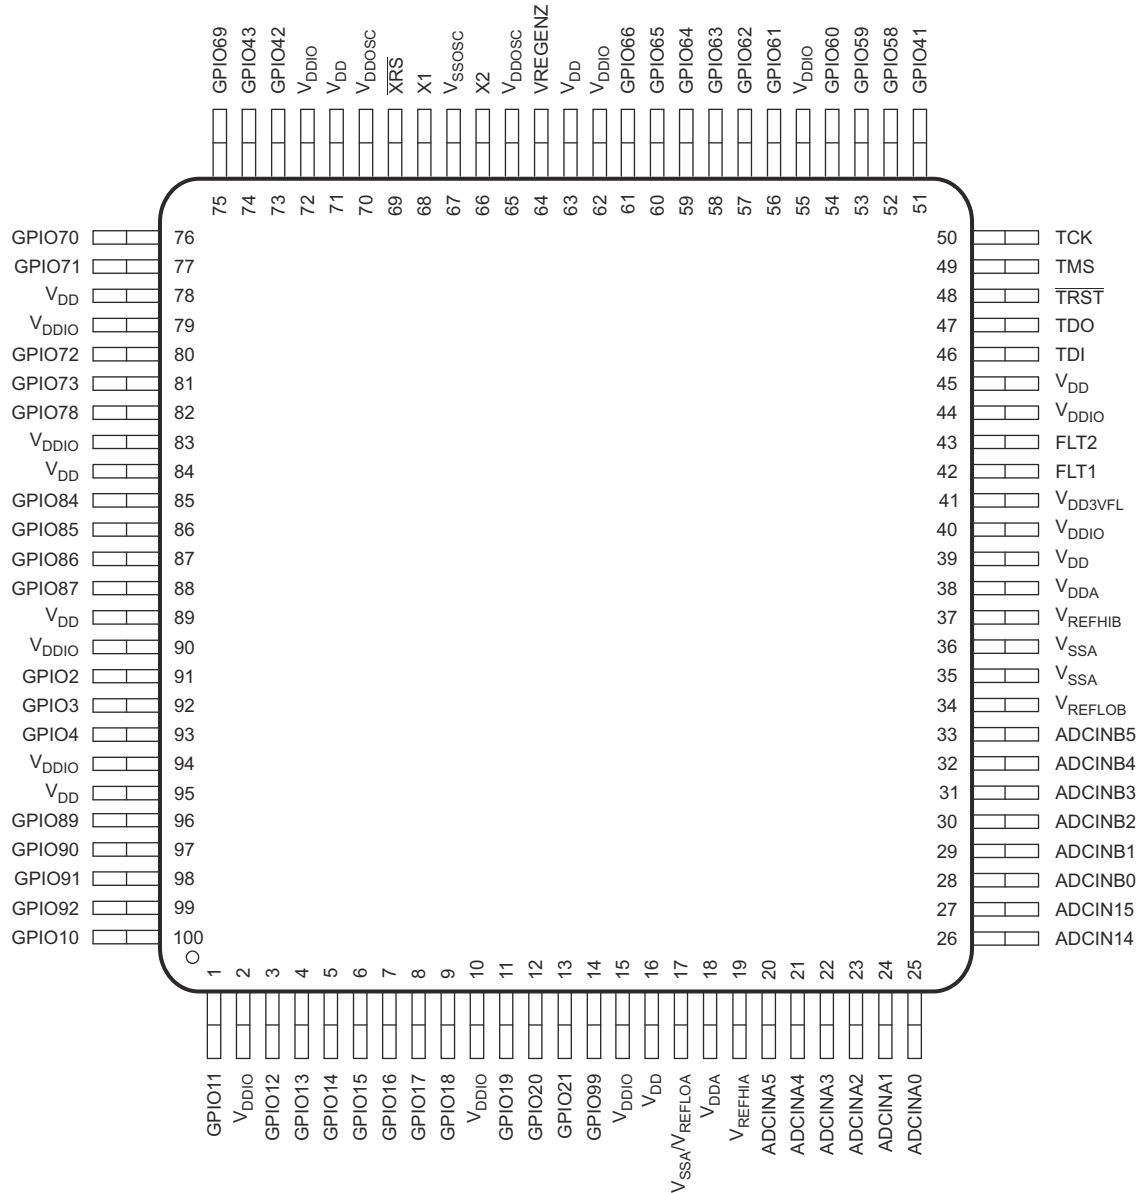 GPIO69 GPIO43 GPIO42 VDDIO VDD VDDOSC XRS X1 VSSOSC X2 VDDOSC VREGENZ VDD VDDIO GPIO66 GPIO65 GPIO64 GPIO63 GPIO62 GPIO61 VDDIO GPIO60 GPIO59 GPIO58 GPIO41
75 74 73 72 71 70 69 68 67 66 65 64 63 62 61 60 59 58 57 56 55 54 53 52 51
GPIO70 76 50 TCK
GPIO71 77 49 TMS
VDD 78 48 TRST
VDDIO 79 47 TDO
GPIO72 80 46 TDI
GPIO73 81 45 VDD
GPIO78 82 44 VDDIO
VDDIO 83 43 FLT2
VDD 84 42 FLT1
GPIO84 85 41 VDD3VFL
GPIO85 86 40 VDDIO
GPIO86 87 39 VDD
GPIO87 88 38 VDDA
VDD 89 37 VREFHIB
VDDIO 90 36 VSSA
GPIO2 91 35 VSSA
GPIO3 92 34 VREFLOB
GPIO4 93 33 ADCINB5
VDDIO 94 32 ADCINB4
VDD 95 31 ADCINB3
GPIO89 96 30 ADCINB2
GPIO90 97 29 ADCINB1
GPIO91 98 28 ADCINB0
GPIO92 99 27 ADCIN15
GPIO10 100 26 ADCIN14
1 2 3 4 5 6 7 8 9 10 11 12 13 14 15 16 17 18 19 20 21 22 23 24 25
GPIO11 VDDIO GPIO12 GPIO13 GPIO14 GPIO15 GPIO16 GPIO17 GPIO18 VDDIO GPIO19 GPIO20 GPIO21 GPIO99 VDDIO VDD VSSA/VREFLOA VDDA VREFHIA ADCINA5 ADCINA4 ADCINA3 ADCINA2 ADCINA1 ADCINA0